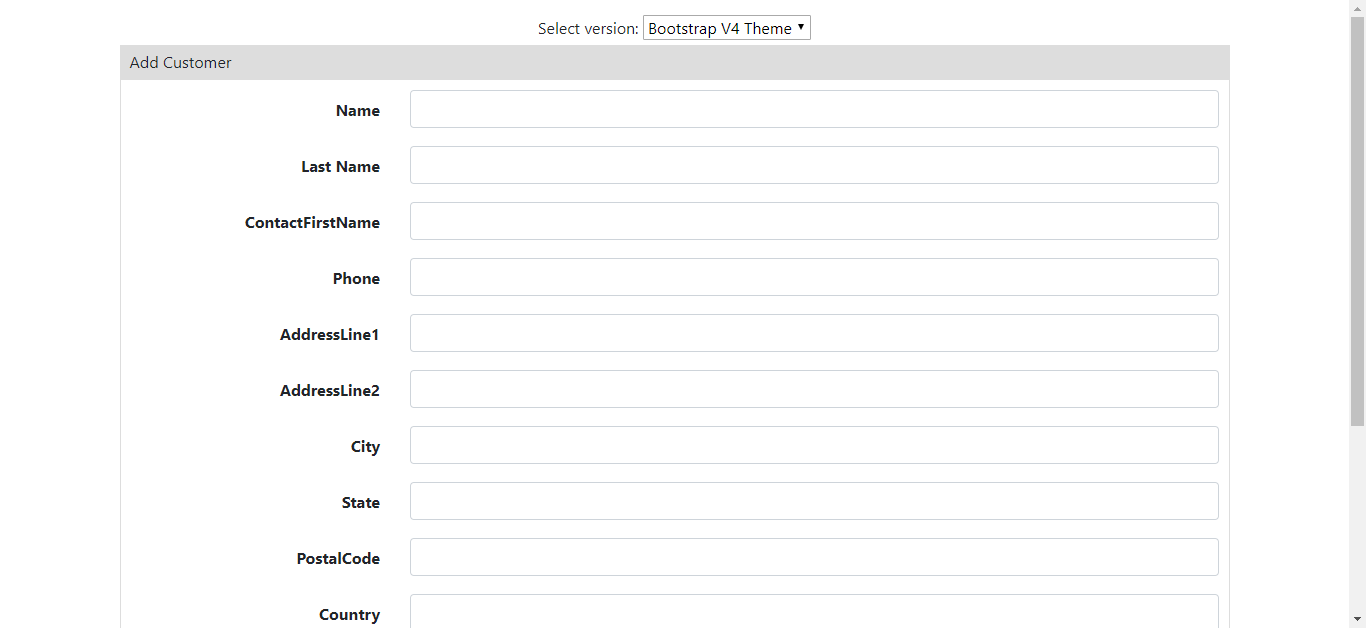 Select version: Bootstrap V4 Theme
Add Customer
Name
Last Name
ContactFirstName
Phone
AddressLine1
AddressLine2
City
State
PostalCode
Country